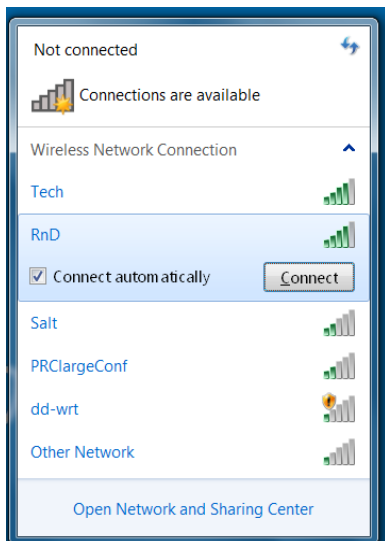 Not connected
Connections are available
Wireless Network Connection
Tech
RnD
Connect automatically Connect
Salt
PRClargeConf
dd-wrt
Other Network
Open Network and Sharing Center